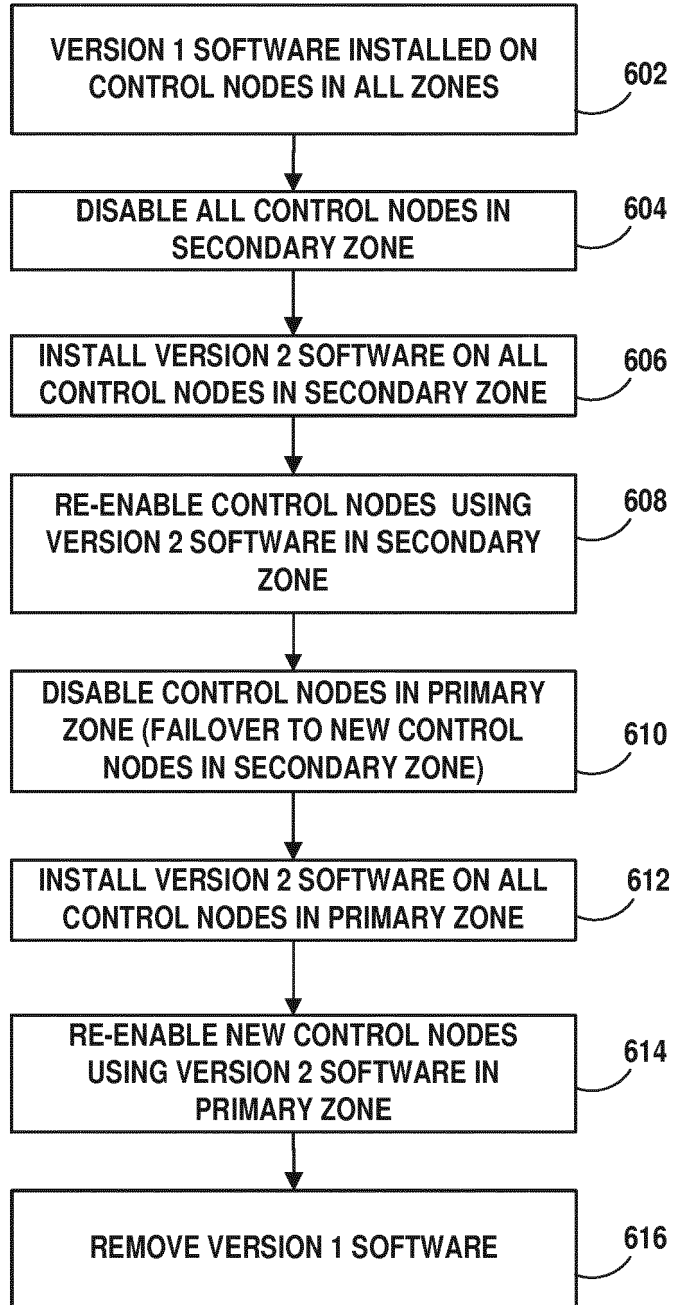 VERSION 1 SOFTWARE INSTALLED ON
CONTROL NODES IN ALL ZONES
602
DISABLE ALL CONTROL NODES IN
SECONDARY ZONE
604
INSTALL VERSION 2 SOFTWARE ON ALL
CONTROL NODES IN SECONDARY ZONE
606
RE-ENABLE CONTROL NODES USING
VERSION 2 SOFTWARE IN SECONDARY
ZONE
608
DISABLE CONTROL NODES IN PRIMARY
ZONE (FAILOVER TO NEW CONTROL
NODES IN SECONDARY ZONE)
610
INSTALL VERSION 2 SOFTWARE ON ALL
CONTROL NODES IN PRIMARY ZONE
612
RE-ENABLE NEW CONTROL NODES
USING VERSION 2 SOFTWARE IN
PRIMARY ZONE
614
REMOVE VERSION 1 SOFTWARE
616